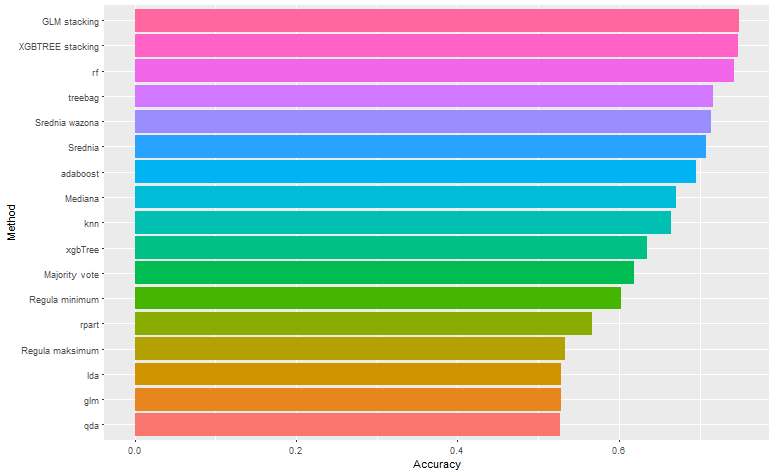 GLM stacking
XGBTREE stacking
rf
treebag
Srednia wazona
Srednia
adaboost
Mediana
knn
xgbTree
Majority vote
Regula minimum
rpart
Regula maksimum
lda
glm
qda
Method
0.0 0.2 0.4 0.6
Accuracy